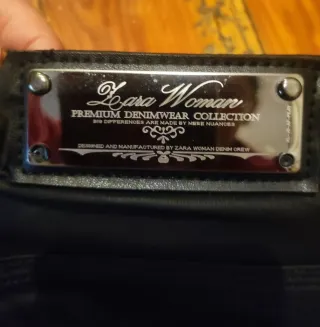 Zara Woman
PREMIUM DENIMWEAR COLLECTION
BIG DIFFERENCES ARE MADE BY MERE NUANCES
DESIGNED AND MANUFACTURED BY ZARA WOMAN DENIM CREW